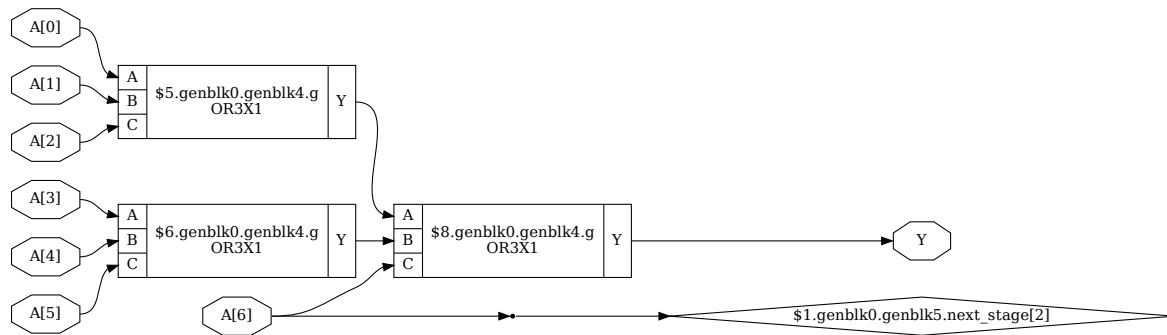 A[0]
A[1]
A[2]
A
B
C
$5.genblk0.genblk4.g
OR3X1
Y
A[3]
A[4]
A[5]
A
B
C
$6.genblk0.genblk4.g
OR3X1
Y
A[6]
A
B
C
$8.genblk0.genblk4.g
OR3X1
Y
Y
$1.genblk0.genblk5.next_stage[2]